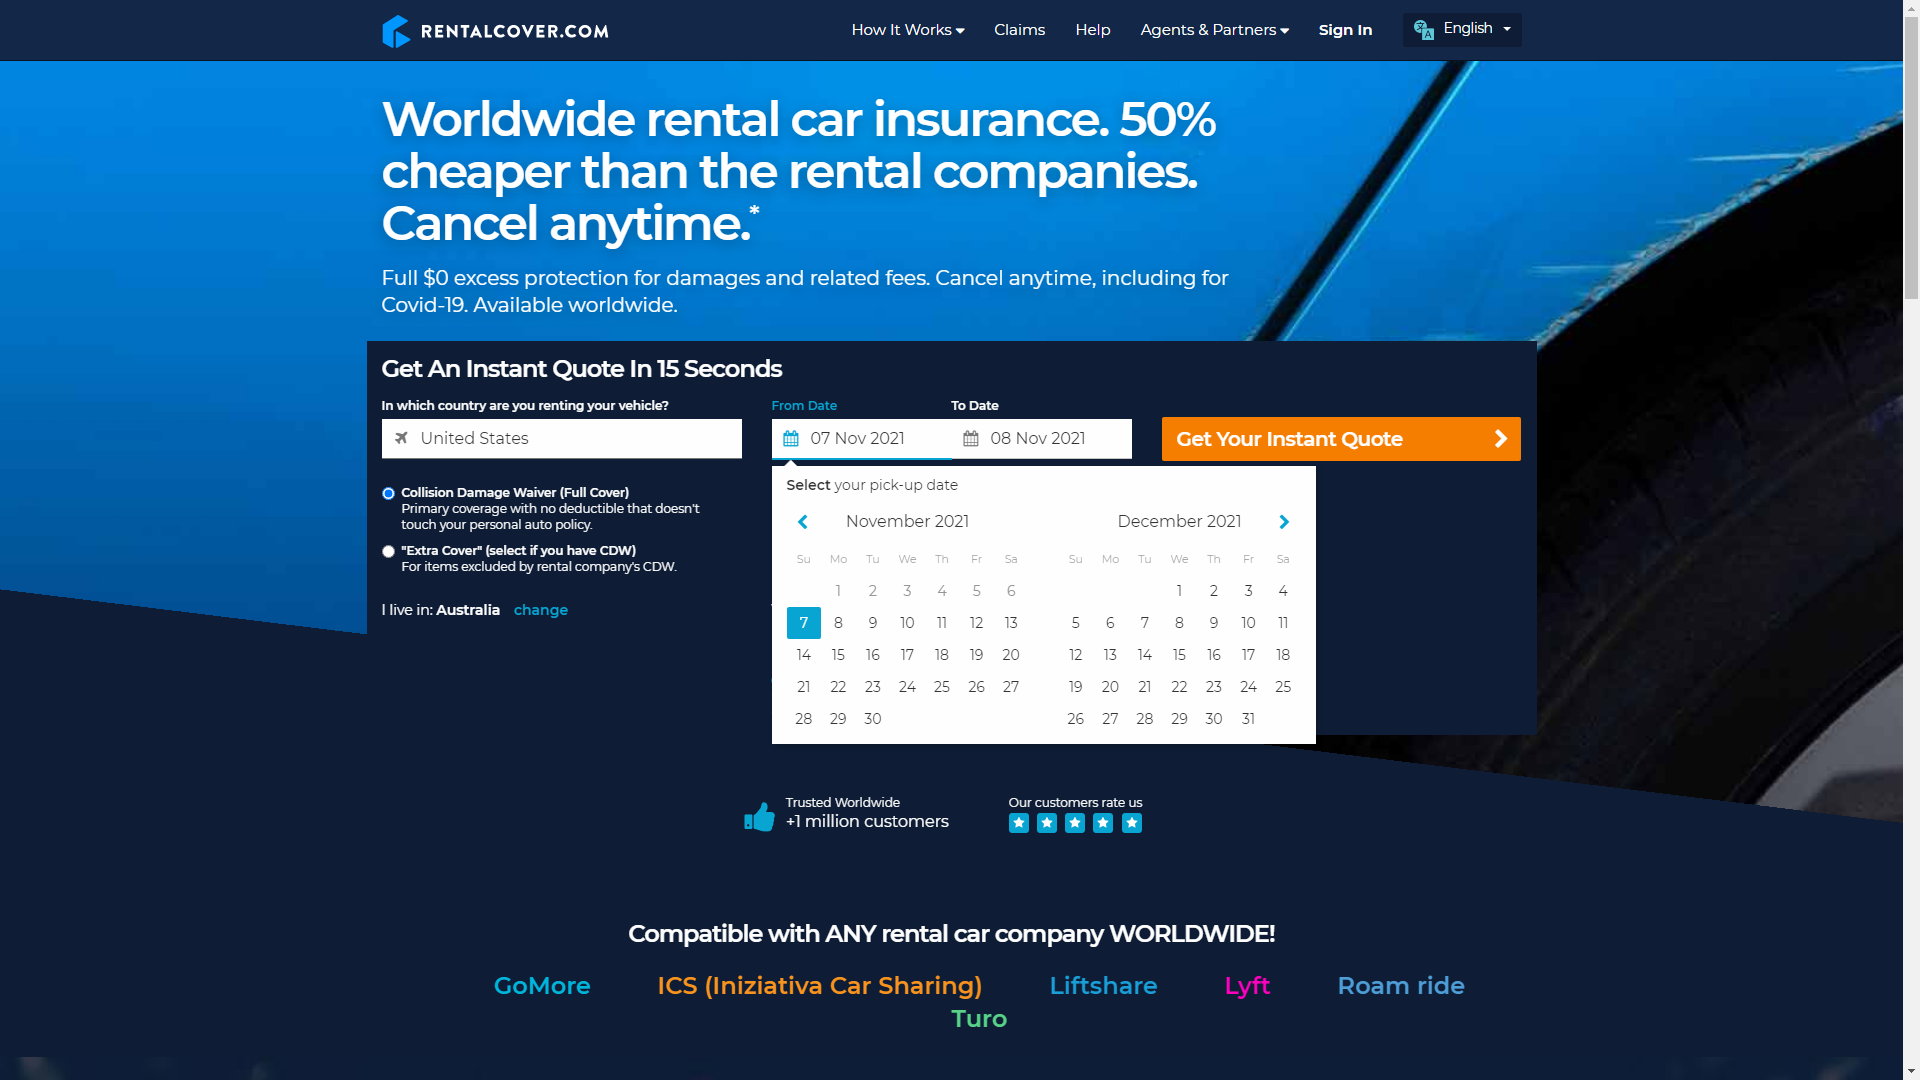 RENTALCOVER.COM
How It Works
Claims
Help
Agents & Partners
Sign In
English
Worldwide rental car insurance. 50%
cheaper than the rental companies.
Cancel anytime.*
Full $0 excess protection for damages and related fees. Cancel anytime, including for
Covid-19. Available worldwide.
Get An Instant Quote In 15 Seconds
In which country are you renting your vehicle?
United States
From Date
To Date
07 Nov 2021
08 Nov 2021
Get Your Instant Quote
Collision Damage Waiver (Full Cover)
Primary coverage with no deductible that doesn't
touch your personal auto policy.
"Extra Cover" (select if you have CDW)
For items excluded by rental company's CDW.
I live in: Australia change
Select your pick-up date
November 2021
Su Mo Tu We Th Fr Sa
1 2 3 4 5 6
7 8 9 10 11 12 13
14 15 16 17 18 19 20
21 22 23 24 25 26 27
28 29 30
December 2021
Su Mo Tu We Th Fr Sa
1 2 3 4
5 6 7 8 9 10 11
12 13 14 15 16 17 18
19 20 21 22 23 24 25
26 27 28 29 30 31
Trusted Worldwide
+1 million customers
Our customers rate us
Compatible with ANY rental car company WORLDWIDE!
GoMore
ICS (Iniziativa Car Sharing)
Liftshare
Lyft
Roam ride
Turo